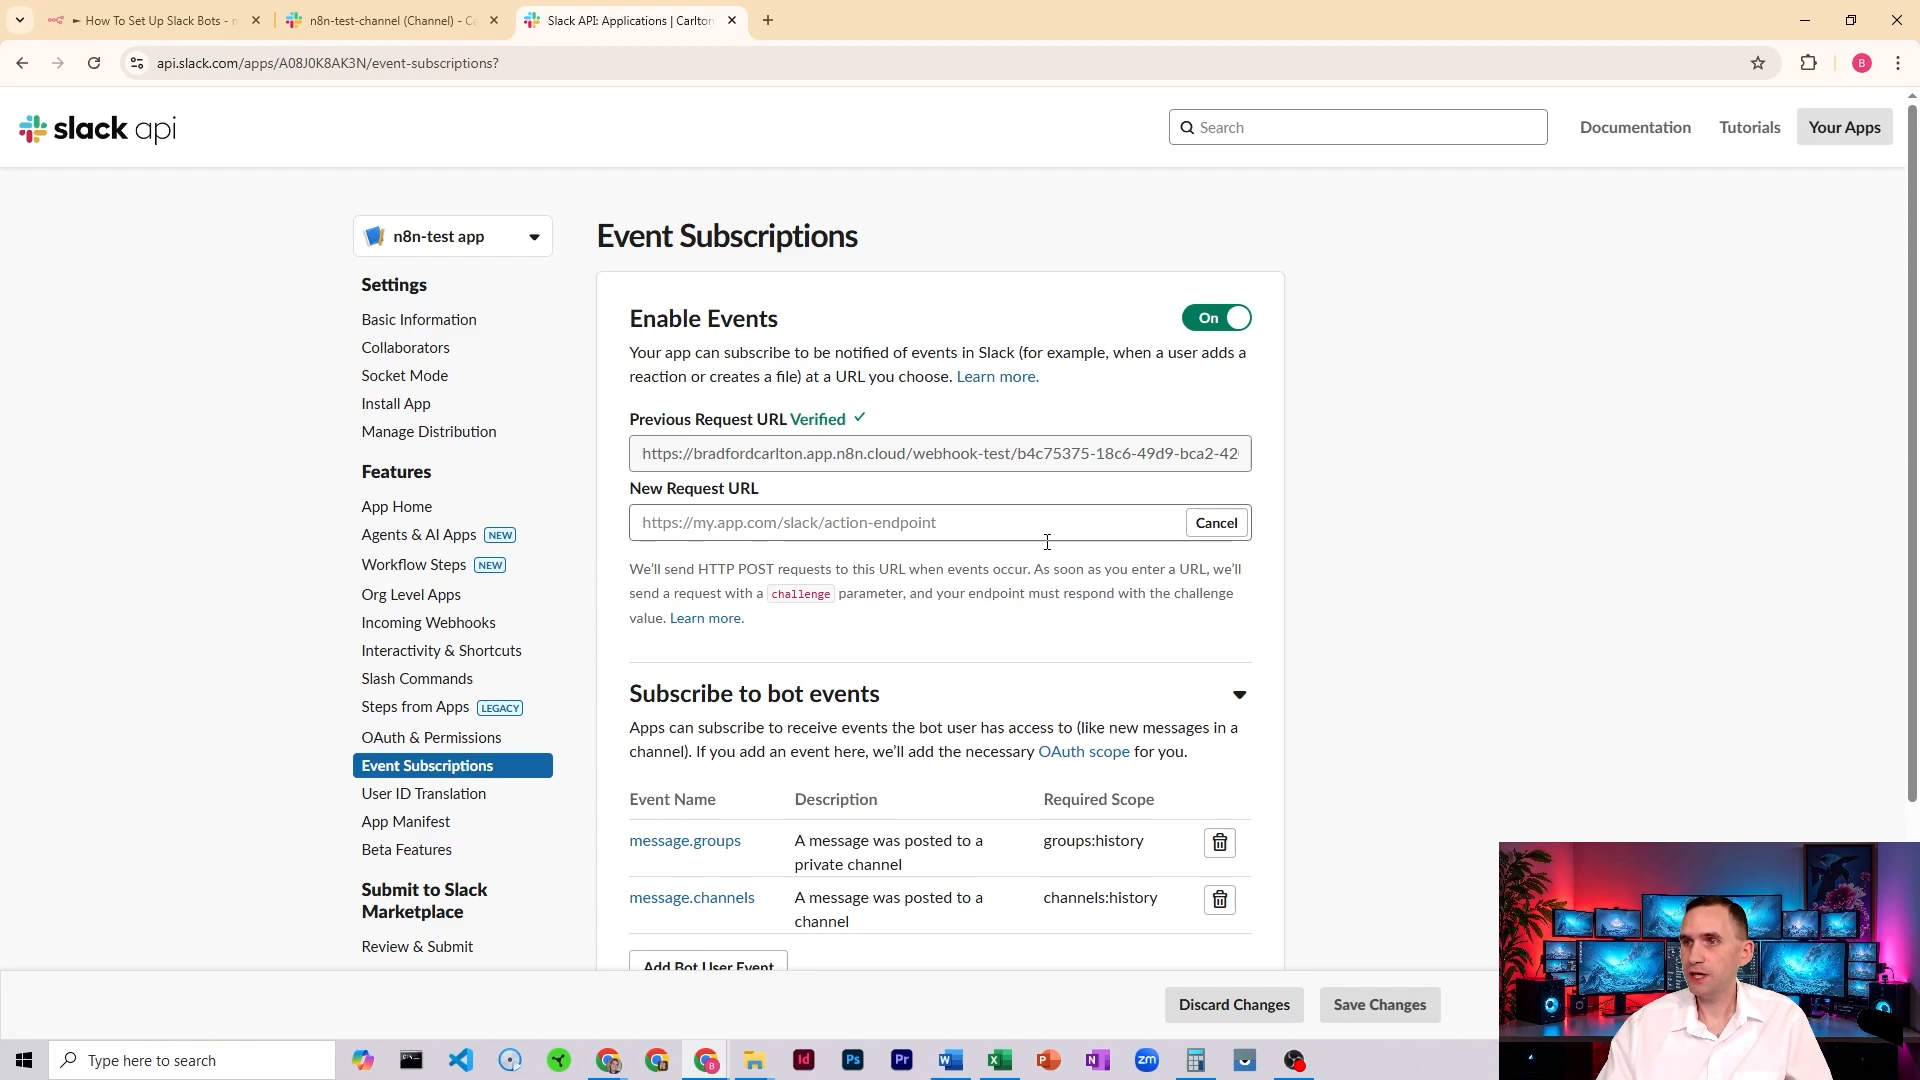 ► How To Set Up Slack Bots - n
n8n-test-channel (Channel) - Ca
Slack API: Applications | Carlton
api.slack.com/apps/A08J0K8AK3N/event-subscriptions?
B
slack api
Search
Documentation
Tutorials
Your Apps
n8n-test app
Settings
Basic Information
Collaborators
Socket Mode
Install App
Manage Distribution
Features
App Home
Agents & AI Apps NEW
Workflow Steps NEW
Org Level Apps
Incoming Webhooks
Interactivity & Shortcuts
Slash Commands
Steps from Apps LEGACY
OAuth & Permissions
Event Subscriptions
User ID Translation
App Manifest
Beta Features
Submit to Slack
Marketplace
Review & Submit
Event Subscriptions
Enable Events
On
Your app can subscribe to be notified of events in Slack (for example, when a user adds a
reaction or creates a file) at a URL you choose. Learn more.
Previous Request URL Verified ✓
https://bradfordcarlton.app.n8n.cloud/webhook-test/b4c75375-18c6-49d9-bca2-42
New Request URL
https://my.app.com/slack/action-endpoint
Cancel
We'll send HTTP POST requests to this URL when events occur. As soon as you enter a URL, we'll
send a request with a challenge parameter, and your endpoint must respond with the challenge
value. Learn more.
Subscribe to bot events
Apps can subscribe to receive events the bot user has access to (like new messages in a
channel). If you add an event here, we'll add the necessary OAuth scope for you.
Event Name Description Required Scope
message.groups A message was posted to a groups:history
private channel
message.channels A message was posted to a channels:history
channel
Add Bot User Event
Discard Changes
Save Changes
Type here to search
Id
Ps
Pr
W
X
P
N
zm